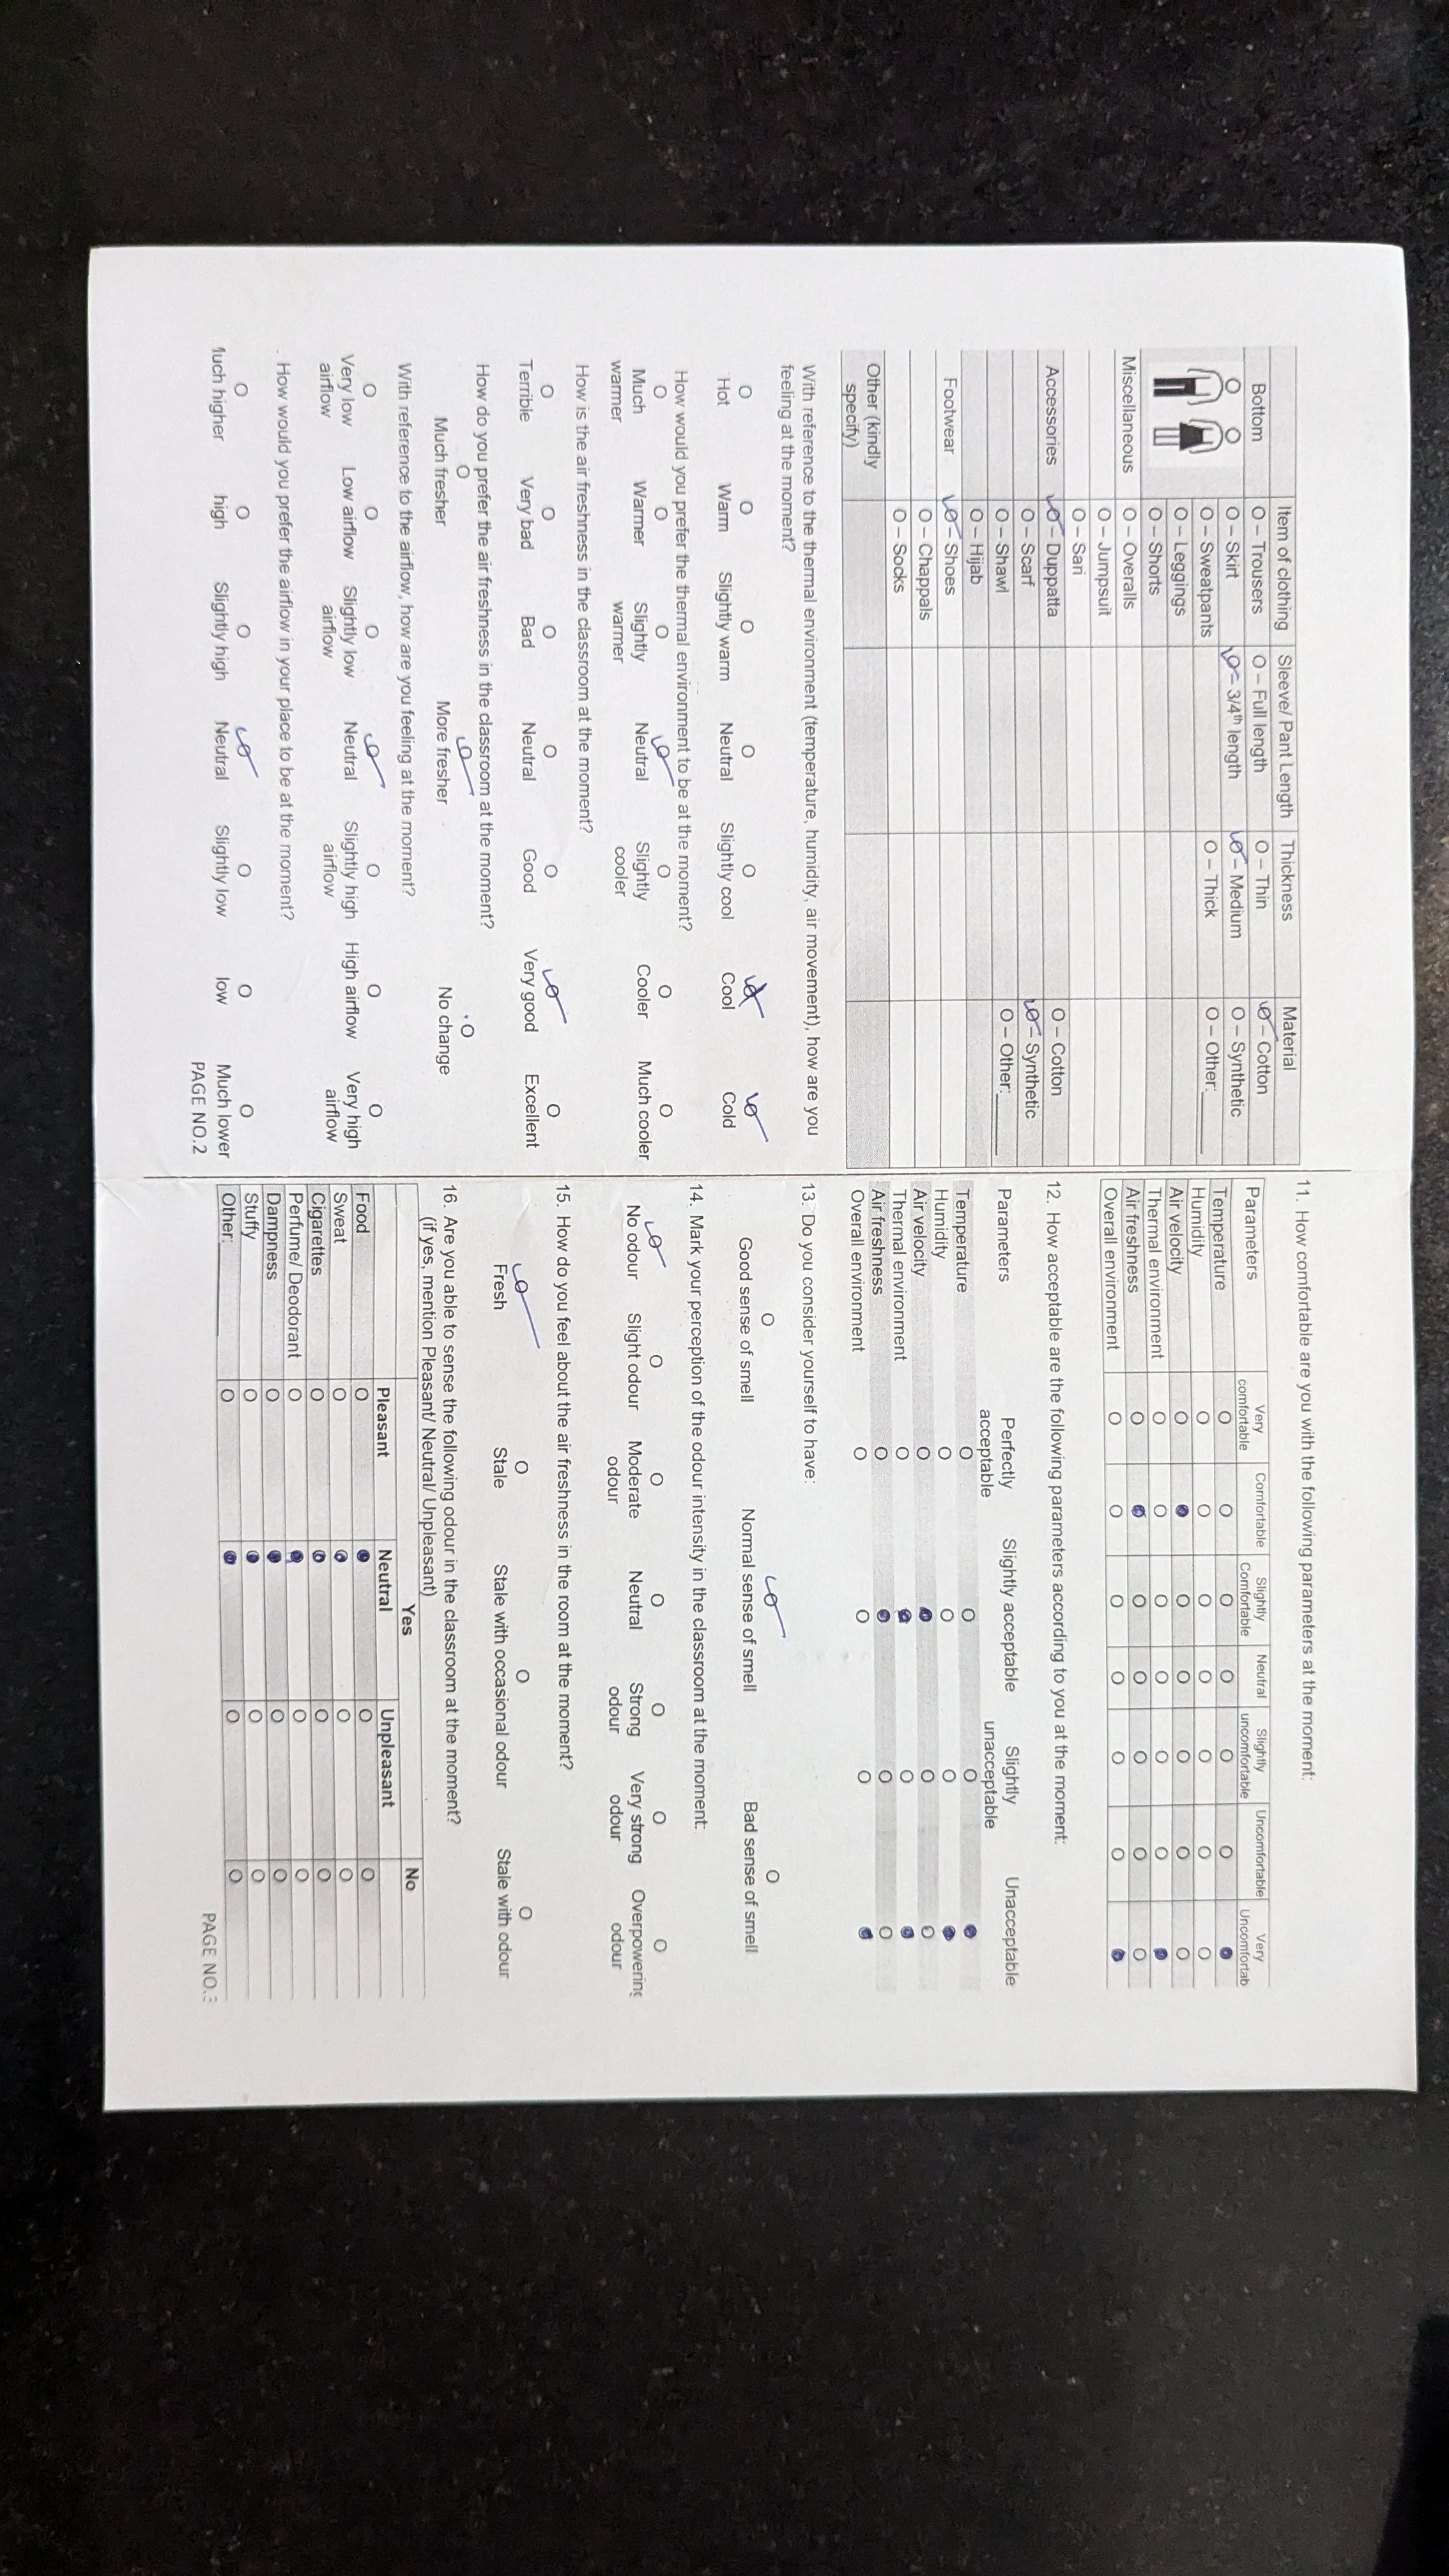 Item of clothing Sleeve/ Pant Length Thickness Material
Bottom O – Trousers O – Full length O – Thin O – Cotton
O – Skirt O – 3/4th length O – Medium O – Synthetic
O – Sweatpants O – Thick O – Other:____
O – Leggings
O – Shorts
Miscellaneous O – Overalls
O – Jumpsuit
O – Sari
Accessories O – Duppatta O – Cotton
O – Scarf O – Synthetic
O – Shawl O – Other:____
O – Hijab
Footwear O – Shoes
O – Chappals
O – Socks
Other (kindly
specify)
With reference to the thermal environment (temperature, humidity, air movement), how are you
feeling at the moment?
Hot Warm Slightly warm Neutral Slightly cool Cool Cold
How would you prefer the thermal environment to be at the moment?
Much Warmer Slightly Neutral Slightly Cooler Much cooler
warmer warmer cooler
How is the air freshness in the classroom at the moment?
Terrible Very bad Bad Neutral Good Very good Excellent
How do you prefer the air freshness in the classroom at the moment?
Much fresher More fresher No change
With reference to the airflow, how are you feeling at the moment?
Very low Low airflow Slightly low Neutral Slightly high High airflow Very high
airflow airflow airflow airflow
How would you prefer the airflow in your place to be at the moment?
Much higher high Slightly high Neutral Slightly low low Much lower
PAGE NO.2
11. How comfortable are you with the following parameters at the moment:
Parameters Very Comfortable Slightly Neutral Slightly Uncomfortable Very
comfortable Comfortable uncomfortable Uncomfortab
Temperature
Humidity
Air velocity
Thermal environment
Air freshness
Overall environment
12. How acceptable are the following parameters according to you at the moment:
Parameters Perfectly Slightly acceptable Slightly Unacceptable
acceptable unacceptable
Temperature
Humidity
Air velocity
Thermal environment
Air freshness
Overall environment
13. Do you consider yourself to have:
Good sense of smell Normal sense of smell Bad sense of smell
14. Mark your perception of the odour intensity in the classroom at the moment:
No odour Slight odour Moderate Neutral Strong Very strong Overpowering
odour odour odour odour
15. How do you feel about the air freshness in the room at the moment?
Fresh Stale Stale with occasional odour Stale with odour
16. Are you able to sense the following odour in the classroom at the moment?
(if yes, mention Pleasant/ Neutral/ Unpleasant)
Yes No
Pleasant Neutral Unpleasant
Food
Sweat
Cigarettes
Perfume/ Deodorant
Dampness
Stuffy
Other:____
PAGE NO.3